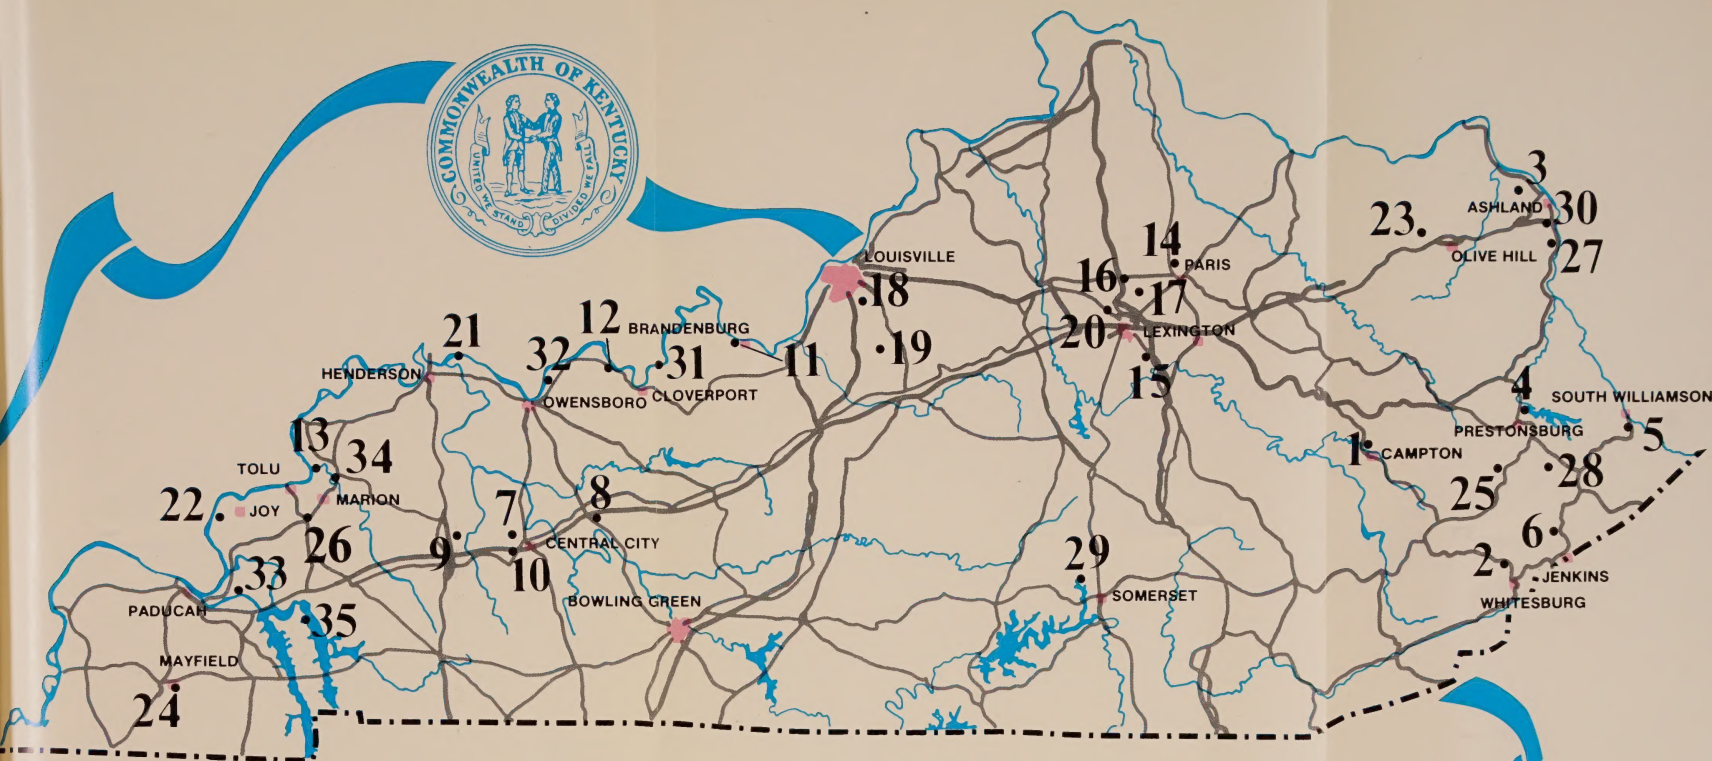 COMMONWEALTH OF KENTUCKY
UNITED WE STAND
DIVIDED WE FALL
3
ASHLAND
30
23
14
OLIVE HILL
27
LOUISVILLE
PARIS
16
17
18
12
BRANDENBURG
21
20
LEXINGTON
32
31
11
19
HENDERSON
15
4
SOUTH WILLIAMSON
OWENSBORO
CLOVERPORT
13
PRESTONSBURG
5
34
1
CAMPTON
TOLU
28
25
MARION
22
JOY
7
8
26
9
CENTRAL CITY
6
10
29
2
33
JENKINS
PADUCAH
BOWLING GREEN
SOMERSET
WHITESBURG
35
MAYFIELD
24